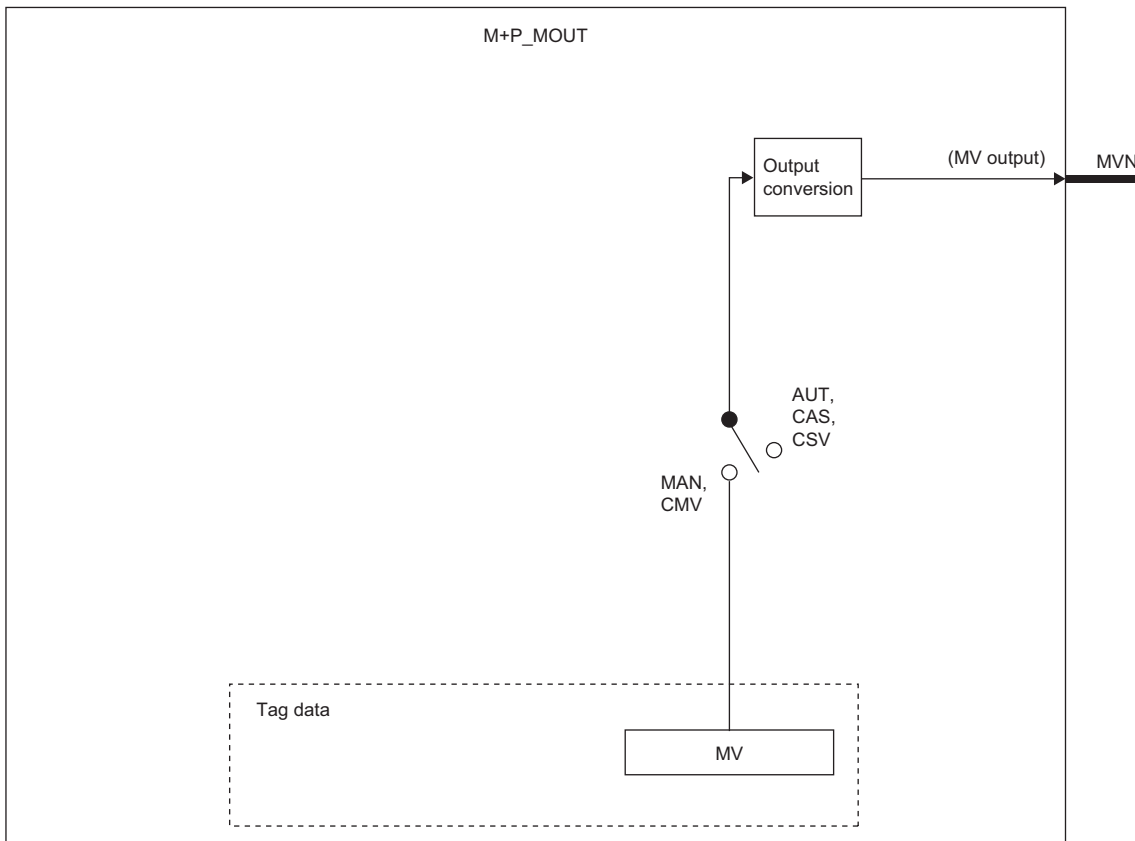 M+P_MOUT
Output
conversion
(MV output)
MVN
AUT,
CAS,
CSV
MAN,
CMV
Tag data
MV